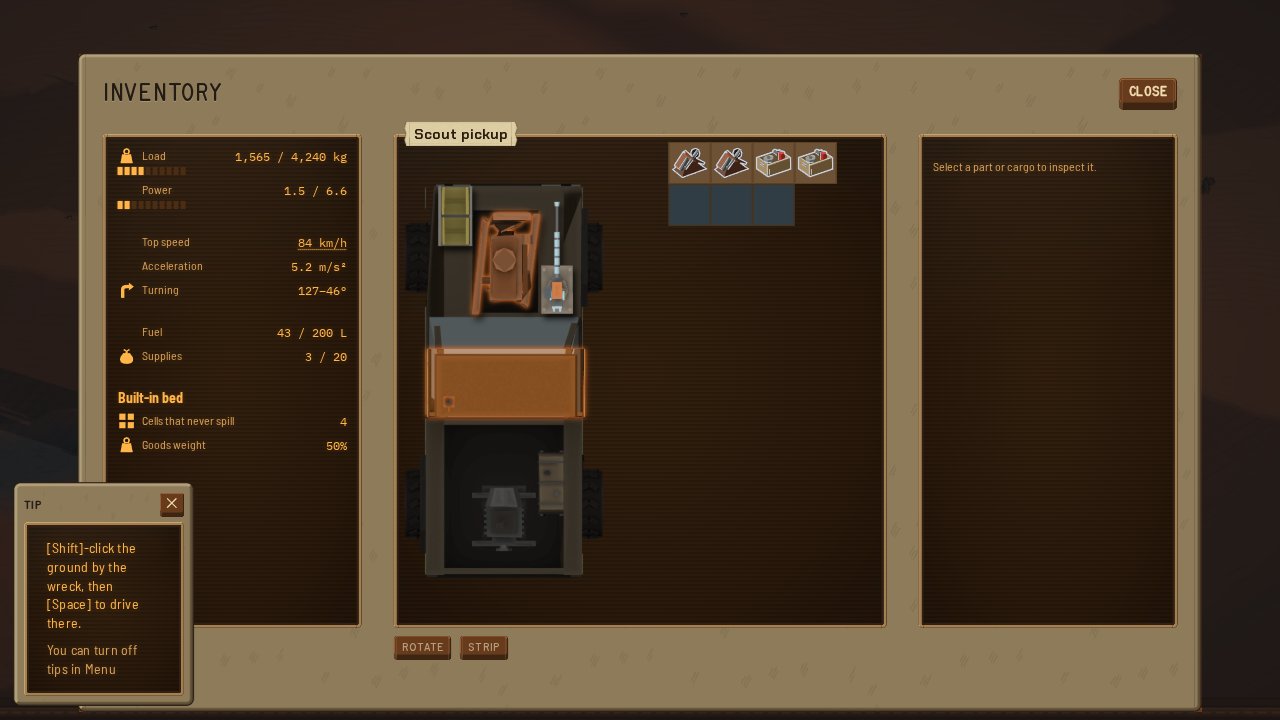 INVENTORY
CLOSE
Scout pickup
Load 1,565 / 4,240 kg
Power 1.5 / 6.6
Top speed 84 km/h
Acceleration 5.2 m/s²
Turning 127–46°
Fuel 43 / 200 L
Supplies 3 / 20
Built-in bed
Cells that never spill 4
Goods weight 50%
Select a part or cargo to inspect it.
TIP
[Shift]-click the
ground by the
wreck, then
[Space] to drive
there.
You can turn off
tips in Menu
ROTATE STRIP